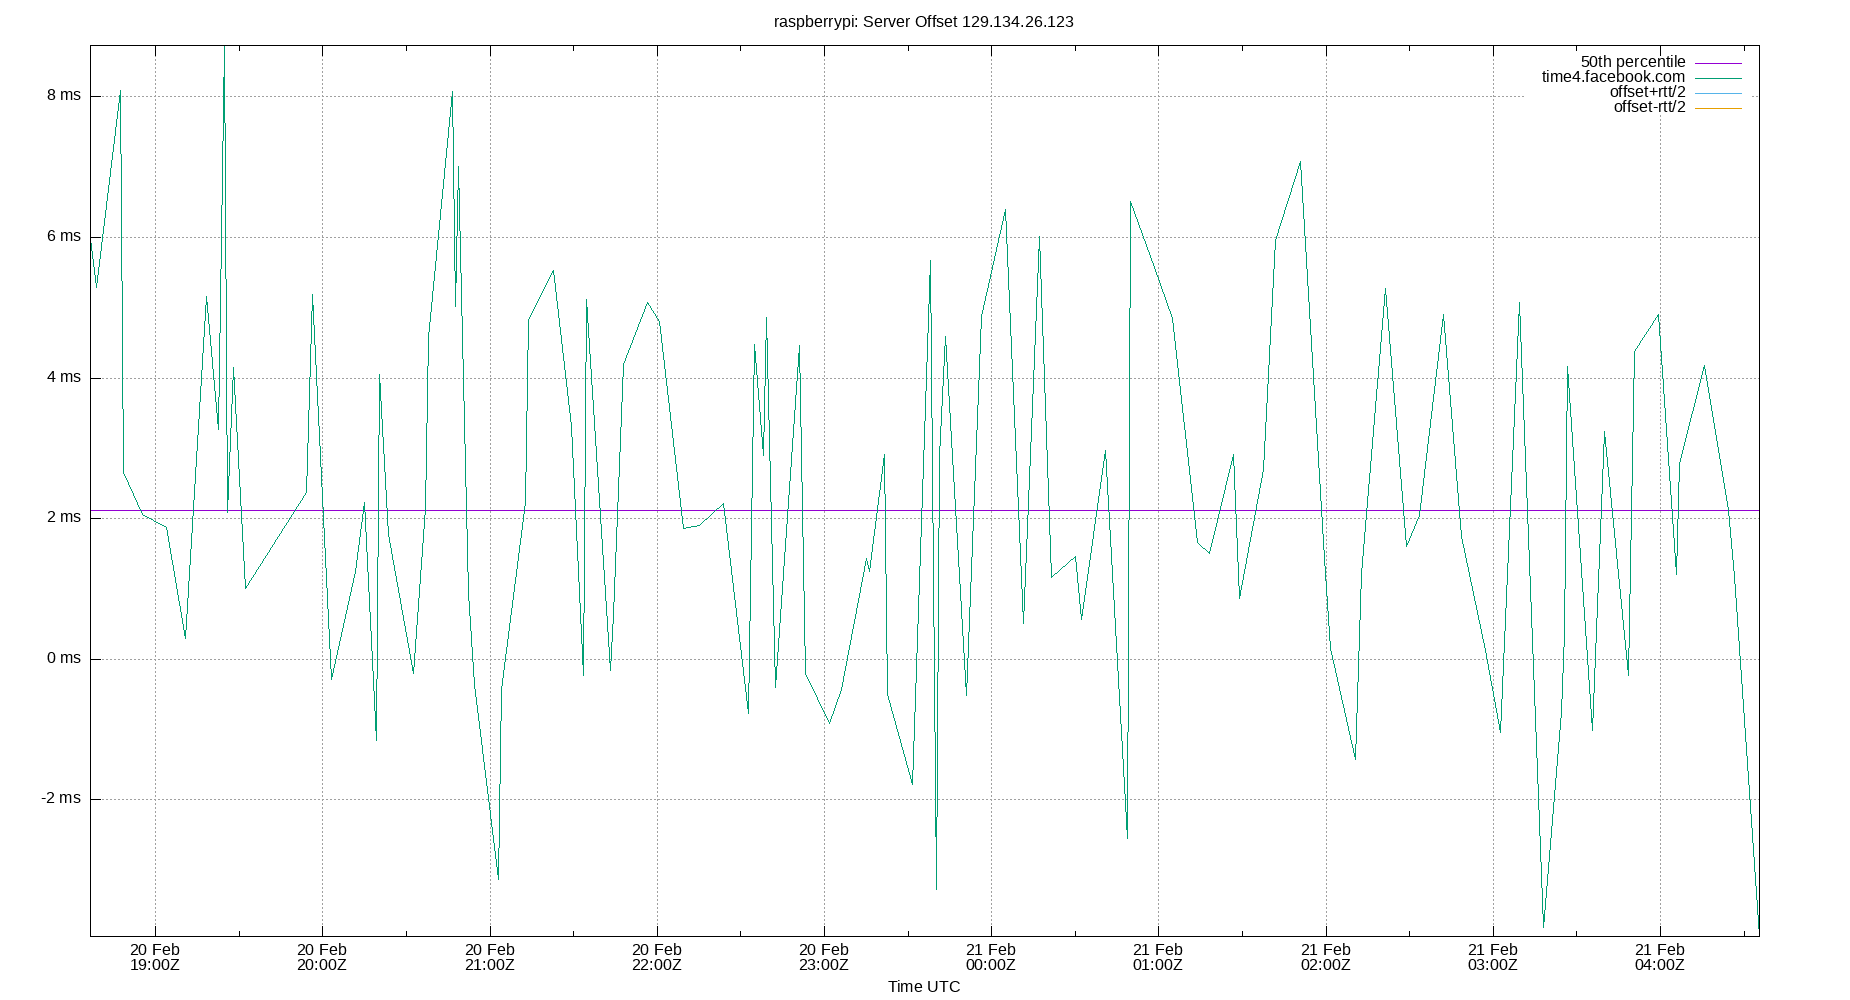 raspberrypi: Server Offset 129.134.26.123
50th percentile
time4.facebook.com
offset+rtt/2
offset-rtt/2
8 ms
6 ms
4 ms
2 ms
0 ms
-2 ms
20 Feb 20 Feb 20 Feb 20 Feb 20 Feb 21 Feb 21 Feb 21 Feb 21 Feb 21 Feb
19:00Z 20:00Z 21:00Z 22:00Z 23:00Z 00:00Z 01:00Z 02:00Z 03:00Z 04:00Z
Time UTC